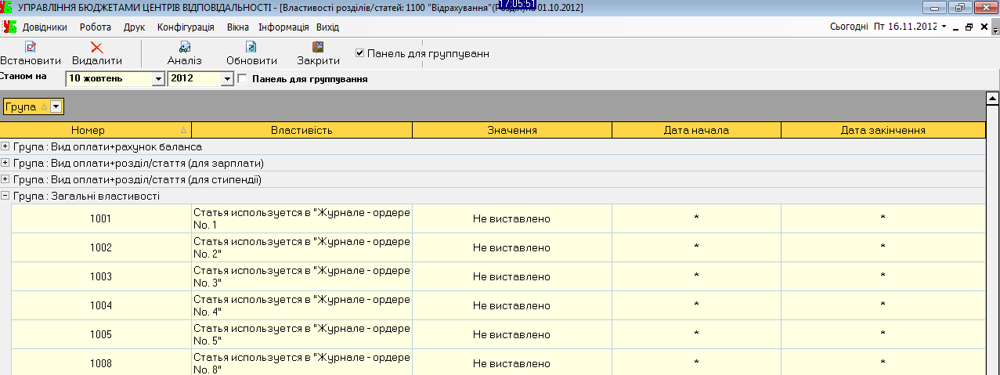 УПРАВЛІННЯ БЮДЖЕТАМИ ЦЕНТРІВ ВІДПОВІДАЛЬНОСТІ - [Властивості розділів/статей: 1100 "Відрахування"(Розділ) на 01.10.2012]
17:05:51
УБ Довідники Робота Друк Конфігурація Вікна Інформація Вихід Сьогодні Пт 16.11.2012
Встановити Видалити Аналіз Обновити Закрити Панель для группуванн
Станом на 10 жовтень 2012 Панель для группування
Група
Номер Властивість Значення Дата начала Дата закінчення
Група : Вид оплати+рахунок баланса
Група : Вид оплати+розділ/стаття (для зарплати)
Група : Вид оплати+розділ/стаття (для стипендії)
Група : Загальні властивості
1001 Статья используется в "Журнале - ордере No. 1 Не виставлено * *
1002 Статья используется в "Журнале - ордере No. 2" Не виставлено * *
1003 Статья используется в "Журнале - ордере No. 3" Не виставлено * *
1004 Статья используется в "Журнале - ордере No. 4" Не виставлено * *
1005 Статья используется в "Журнале - ордере No. 5" Не виставлено * *
1008 Статья используется в "Журнале - ордере No. 8" Не виставлено * *